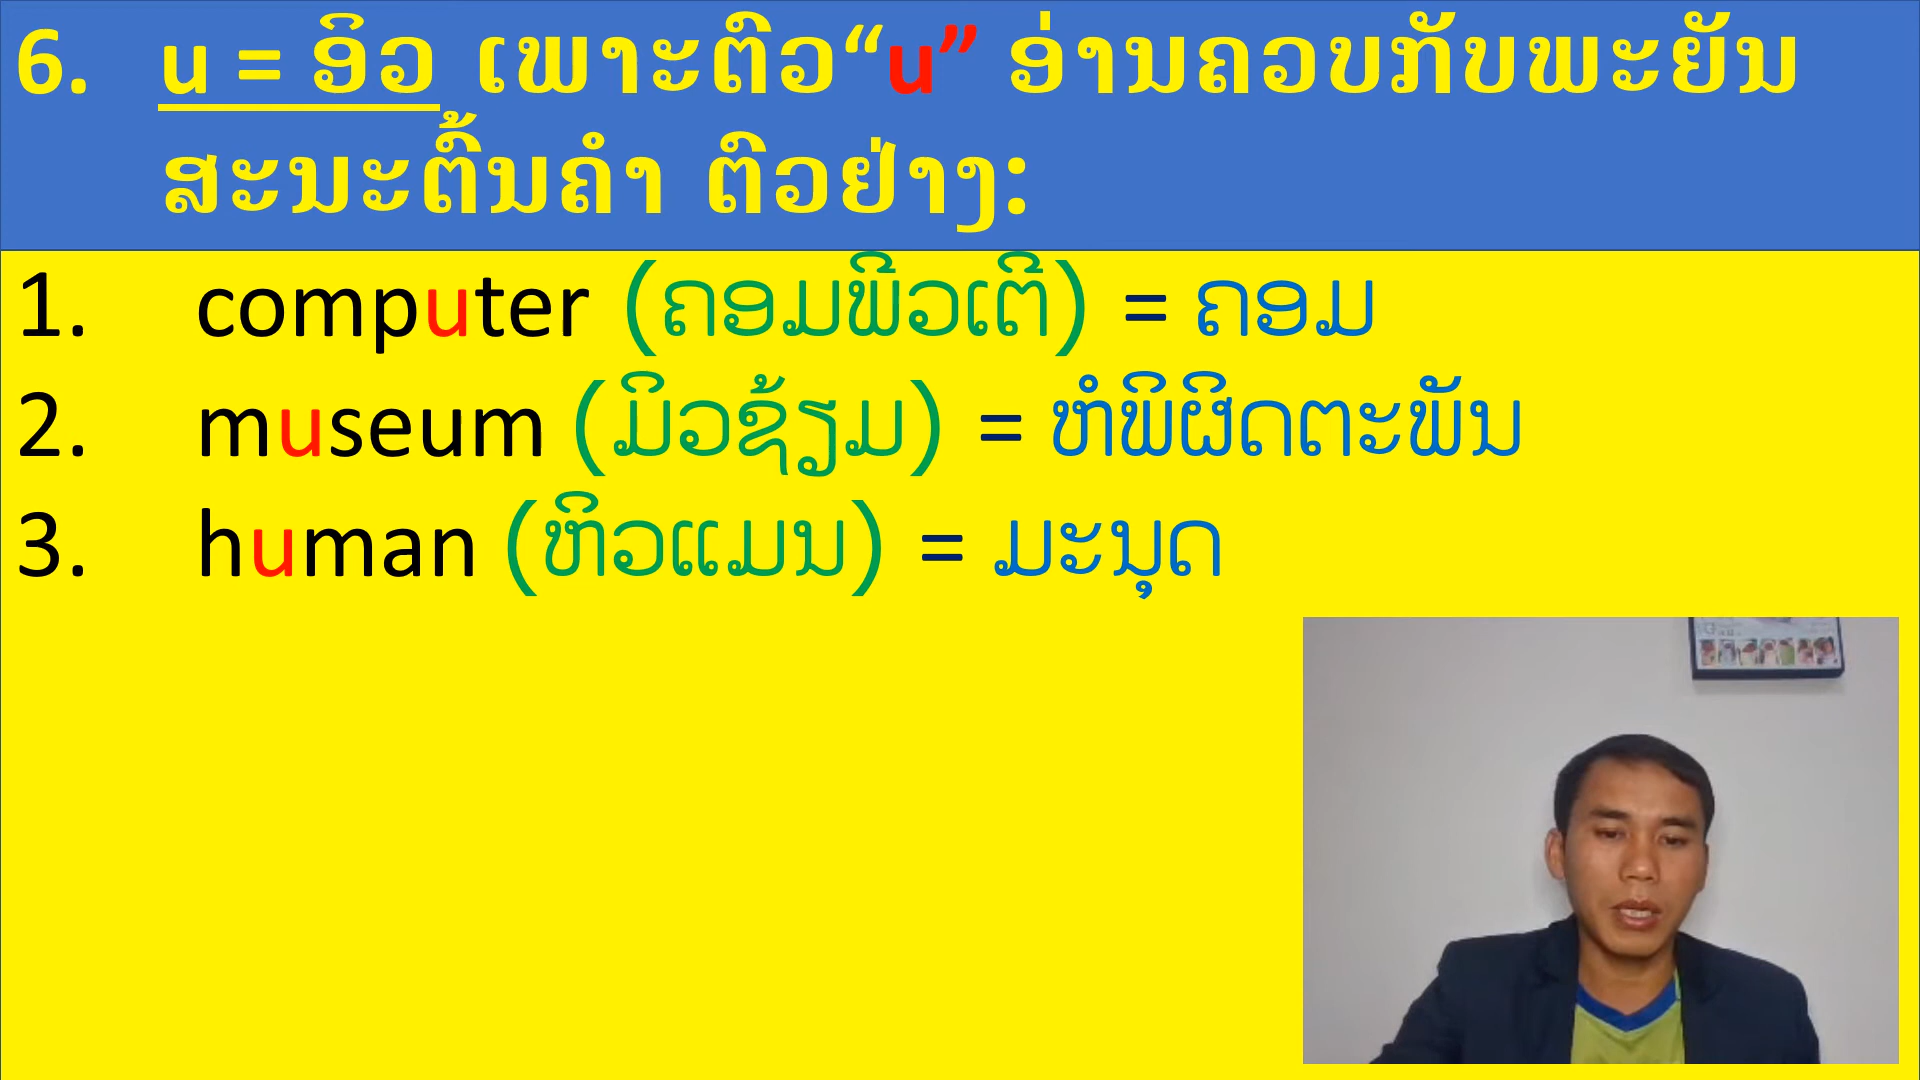 6. u = ອິວ ເພາະຕົວ“u” ອ່ານຄວບກັບພະຍັນ
ສະນະຕົ້ນຄຳ ຕົວຢ່າງ:
1. computer (ຄອມພີວເຕີ) = ຄອມ
2. museum (ມິວຊ້ຽມ) = ຫໍພິຜິດຕະພັນ
3. human (ຫິວແມນ) = ມະນຸດ